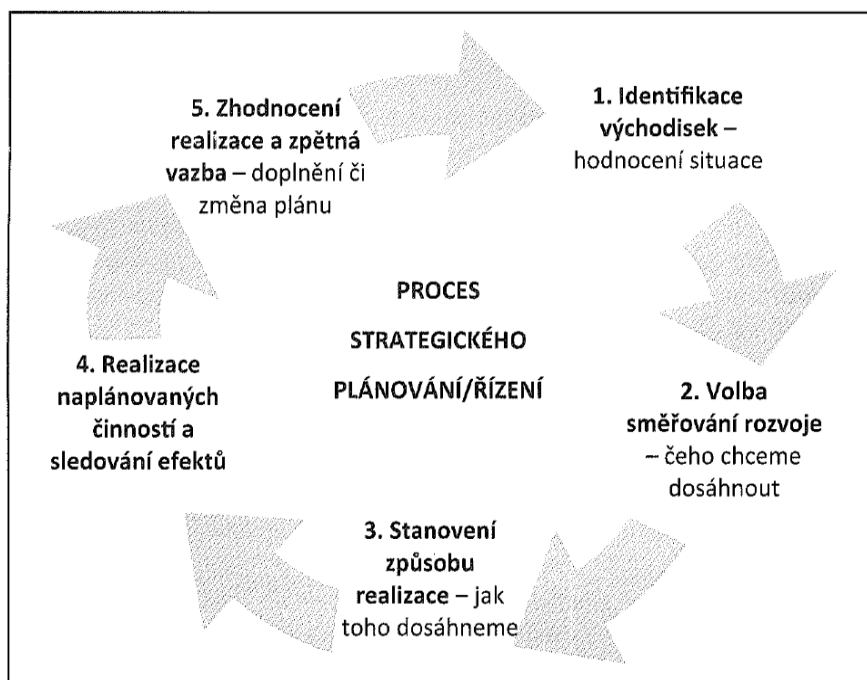 1. Identifikace
východisek –
hodnocení situace
2. Volba
směřování rozvoje
– čeho chceme
dosáhnout
3. Stanovení
způsobu
realizace – jak
toho dosáhneme
4. Realizace
naplánovaných
činností a
sledování efektů
5. Zhodnocení
realizace a zpětná
vazba – doplnění či
změna plánu
PROCES
STRATEGICKÉHO
PLÁNOVÁNÍ/ŘÍZENÍ